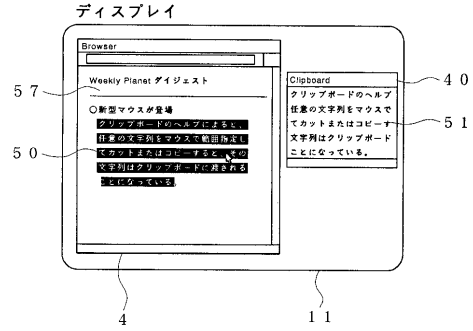 ディスプレイ
Browser
Weekly Planet ダイジェスト
○新型マウスが登場
クリップボードのヘルプによると、
任意の文字列をマウスで範囲指定し
てカットまたはコピーすると、その
文字列はクリップボードに蔵される
ことになっている。
Clipboard
クリップボードのヘルプ
任意の文字列をマウスで
てカットまたはコピーす
文字列はクリップボード
ことになっている。
57
50
40
51
4
11